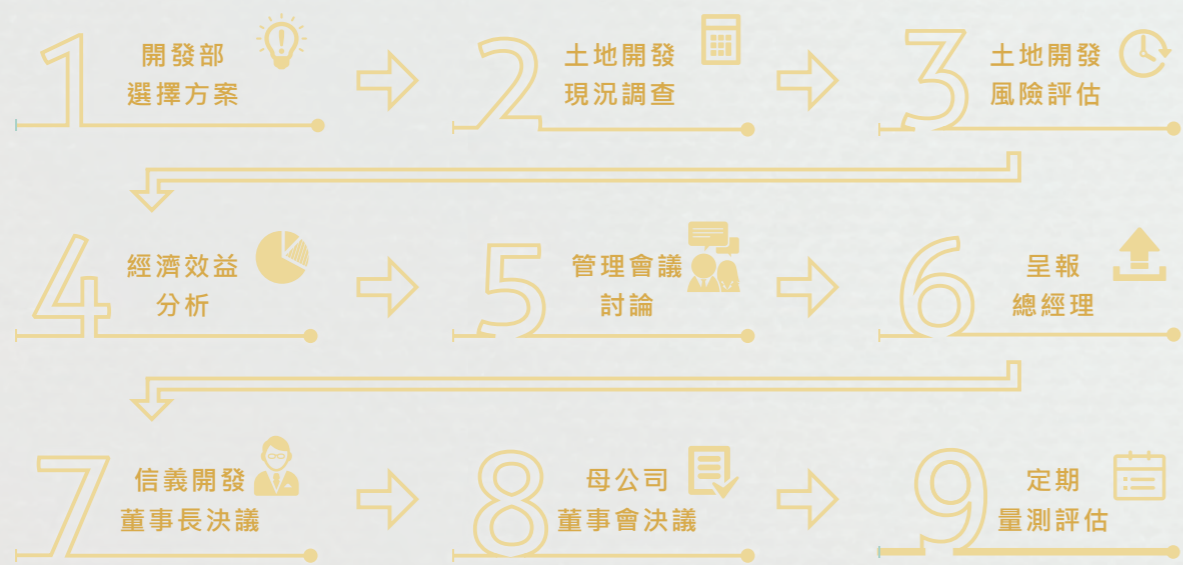 1
開發部
選擇方案
2
土地開發
現況調查
3
土地開發
風險評估
4
經濟效益
分析
5
管理會議
討論
6
呈報
總經理
7
信義開發
董事長決議
8
母公司
董事會決議
9
定期
量測評估